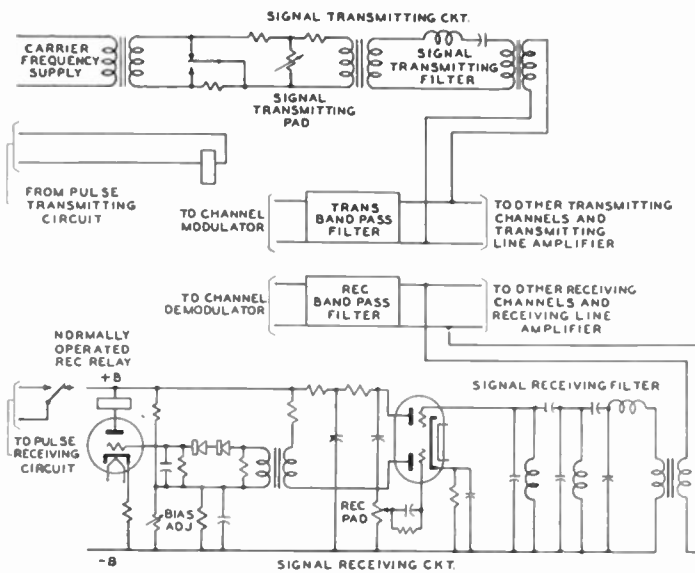 SIGNAL TRANSMITTING CKT.
CARRIER
FREQUENCY
SUPPLY
SIGNAL
TRANSMITTING
FILTER
SIGNAL
TRANSMITTING
PAD
FROM PULSE
TRANSMITTING
CIRCUIT
TO CHANNEL
MODULATOR
TRANS
BAND PASS
FILTER
TO OTHER TRANSMITTING
CHANNELS AND
TRANSMITTING
LINE AMPLIFIER
TO CHANNEL
DEMODULATOR
REC
BAND PASS
FILTER
TO OTHER RECEIVING
CHANNELS AND
RECEIVING LINE
AMPLIFIER
NORMALLY
OPERATED
REC RELAY
+B
SIGNAL RECEIVING FILTER
TO PULSE
RECEIVING
CIRCUIT
BIAS
ADJ
REC
PAD
-B
SIGNAL RECEIVING CKT.